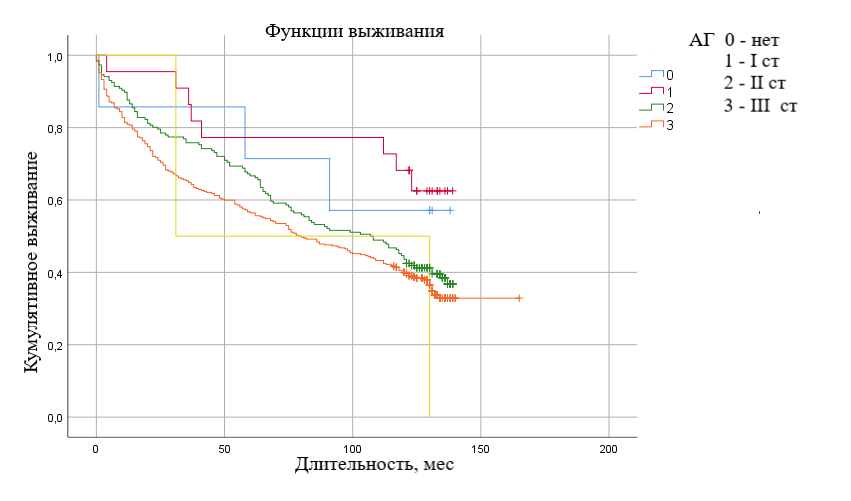 Функции выживания
АГ 0 - нет
1 - I ст
2 - II ст
3 - III ст
0
1
2
3
Кумулятивное выживание
1,0
0,8
0,6
0,4
0,2
0,0
0 50 100 150 200
Длительность, мес